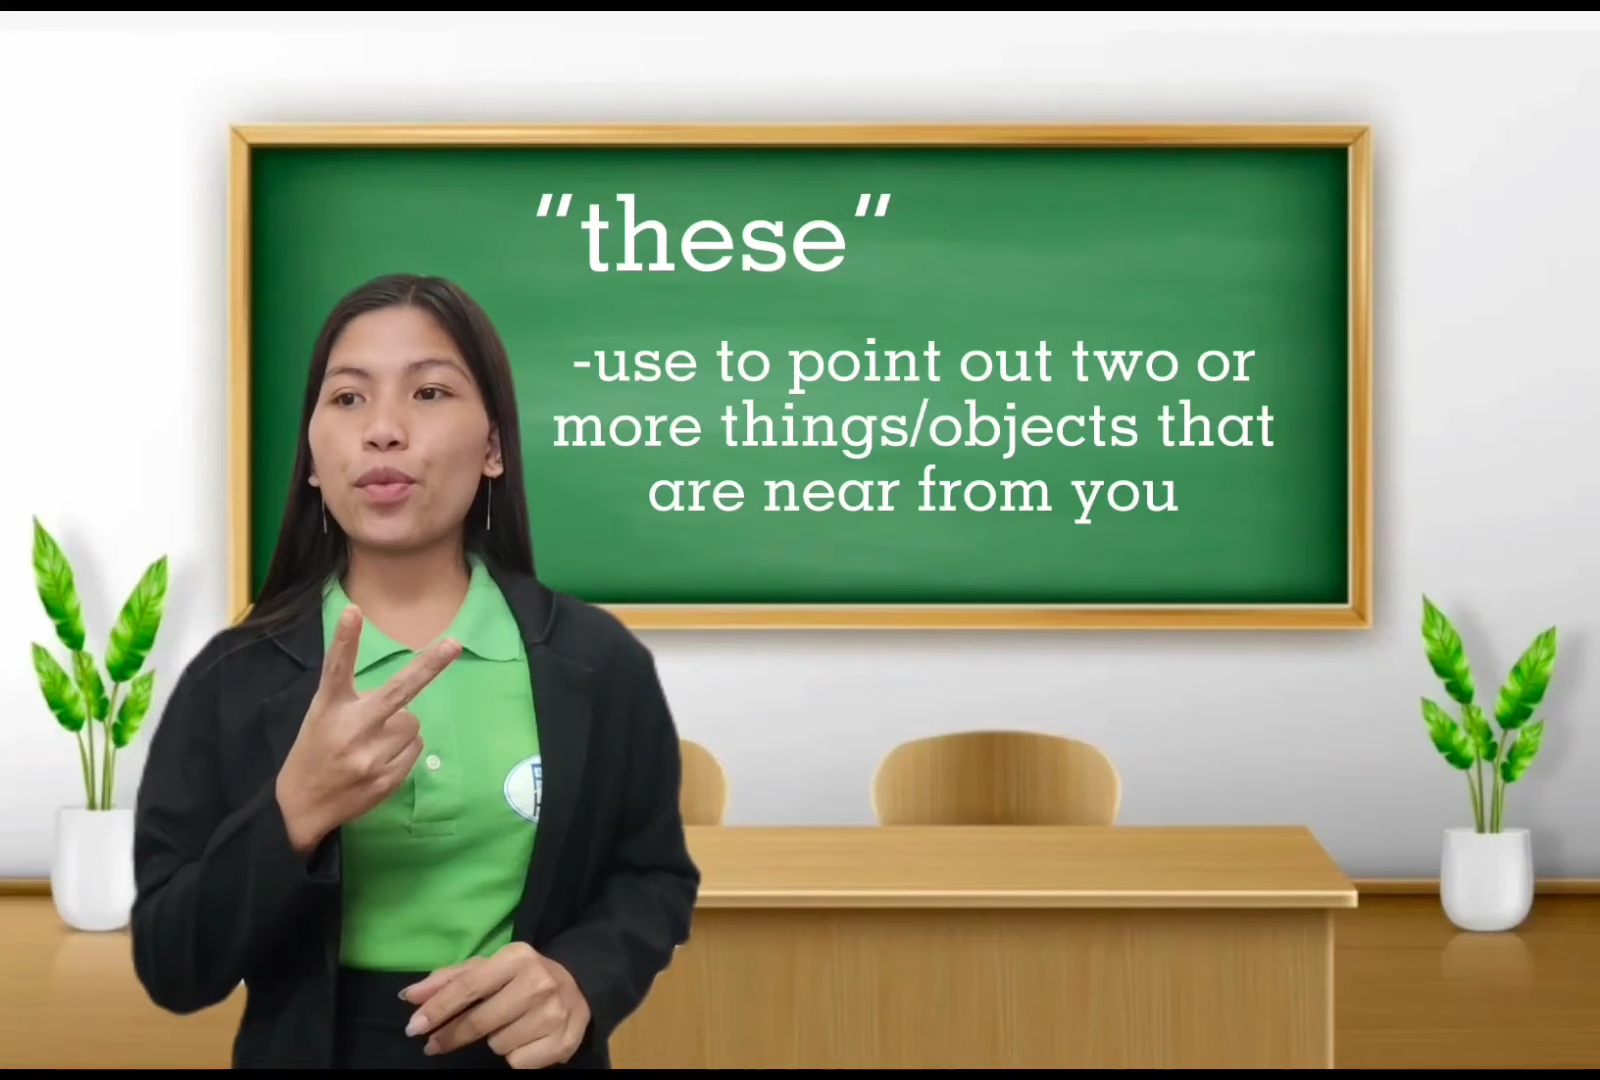 "these"
-use to point out two or
more things/objects that
are near from you